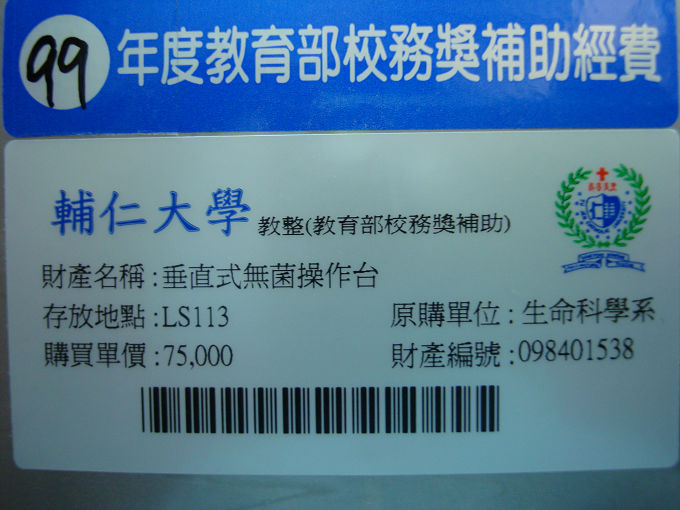 99 年度教育部校務獎補助經費
輔仁大學 教整(教育部校務獎補助)
財產名稱:垂直式無菌操作台
存放地點:LS113 原購單位:生命科學系
購買單價:75,000 財產編號:098401538